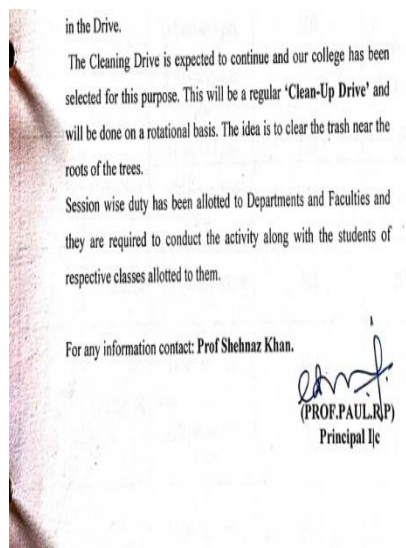 in the Drive.
The Cleaning Drive is expected to continue and our college has been
selected for this purpose. This will be a regular ‘Clean-Up Drive’ and
will be done on a rotational basis. The idea is to clear the trash near the
roots of the trees.
Session wise duty has been allotted to Departments and Faculties and
they are required to conduct the activity along with the students of
respective classes allotted to them.
For any information contact: Prof Shehnaz Khan.
(PROF.PAUL.R.P)
Principal I|c